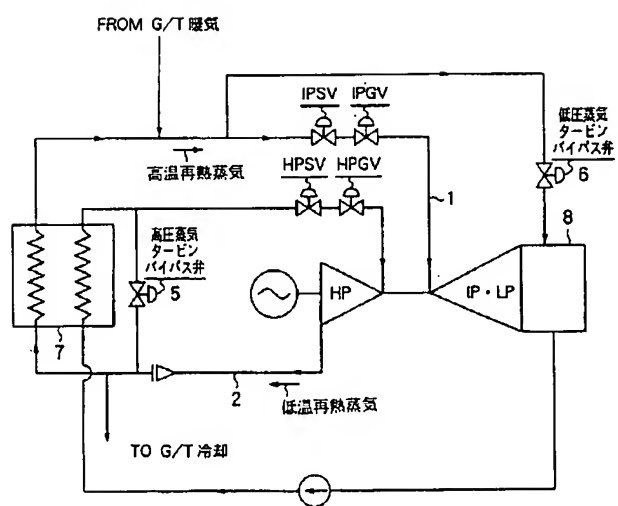 FROM G/T 暖気
IPSV IPGV
高温再熱蒸気
低圧蒸気
タービン
バイパス弁
6
HPSV HPGV
1
8
高圧蒸気
タービン
バイパス弁
5
HP
IP・LP
7
2
低温再熱蒸気
TO G/T 冷却